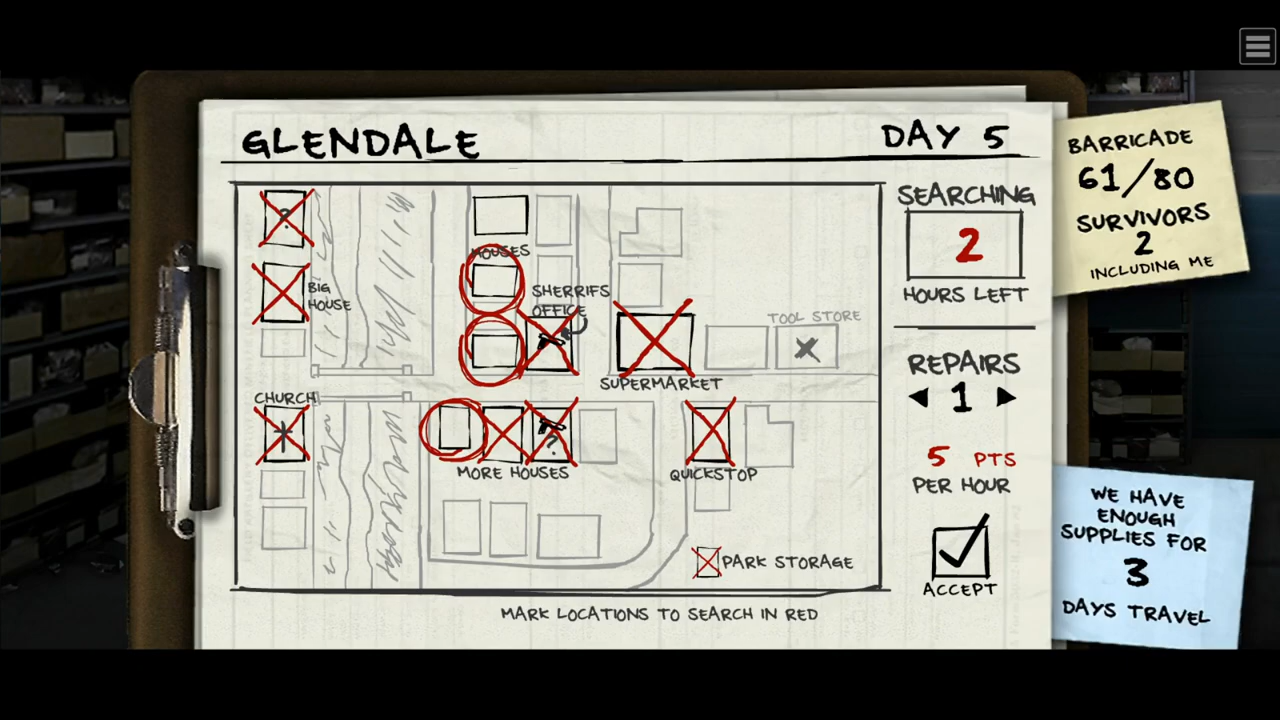 GLENDALE
DAY 5
BARRICADE
61/80
SURVIVORS
2
INCLUDING ME
SEARCHING
2
HOURS LEFT
?
HOUSES
BIG
HOUSE
SHERRIFS
OFFICE
TOOL STORE
SUPERMARKET
CHURCH
?
MORE HOUSES
QUICKSTOP
PARK STORAGE
MARK LOCATIONS TO SEARCH IN RED
REPAIRS
1
5 PTS
PER HOUR
ACCEPT
WE HAVE
ENOUGH
SUPPLIES FOR
3
DAYS TRAVEL